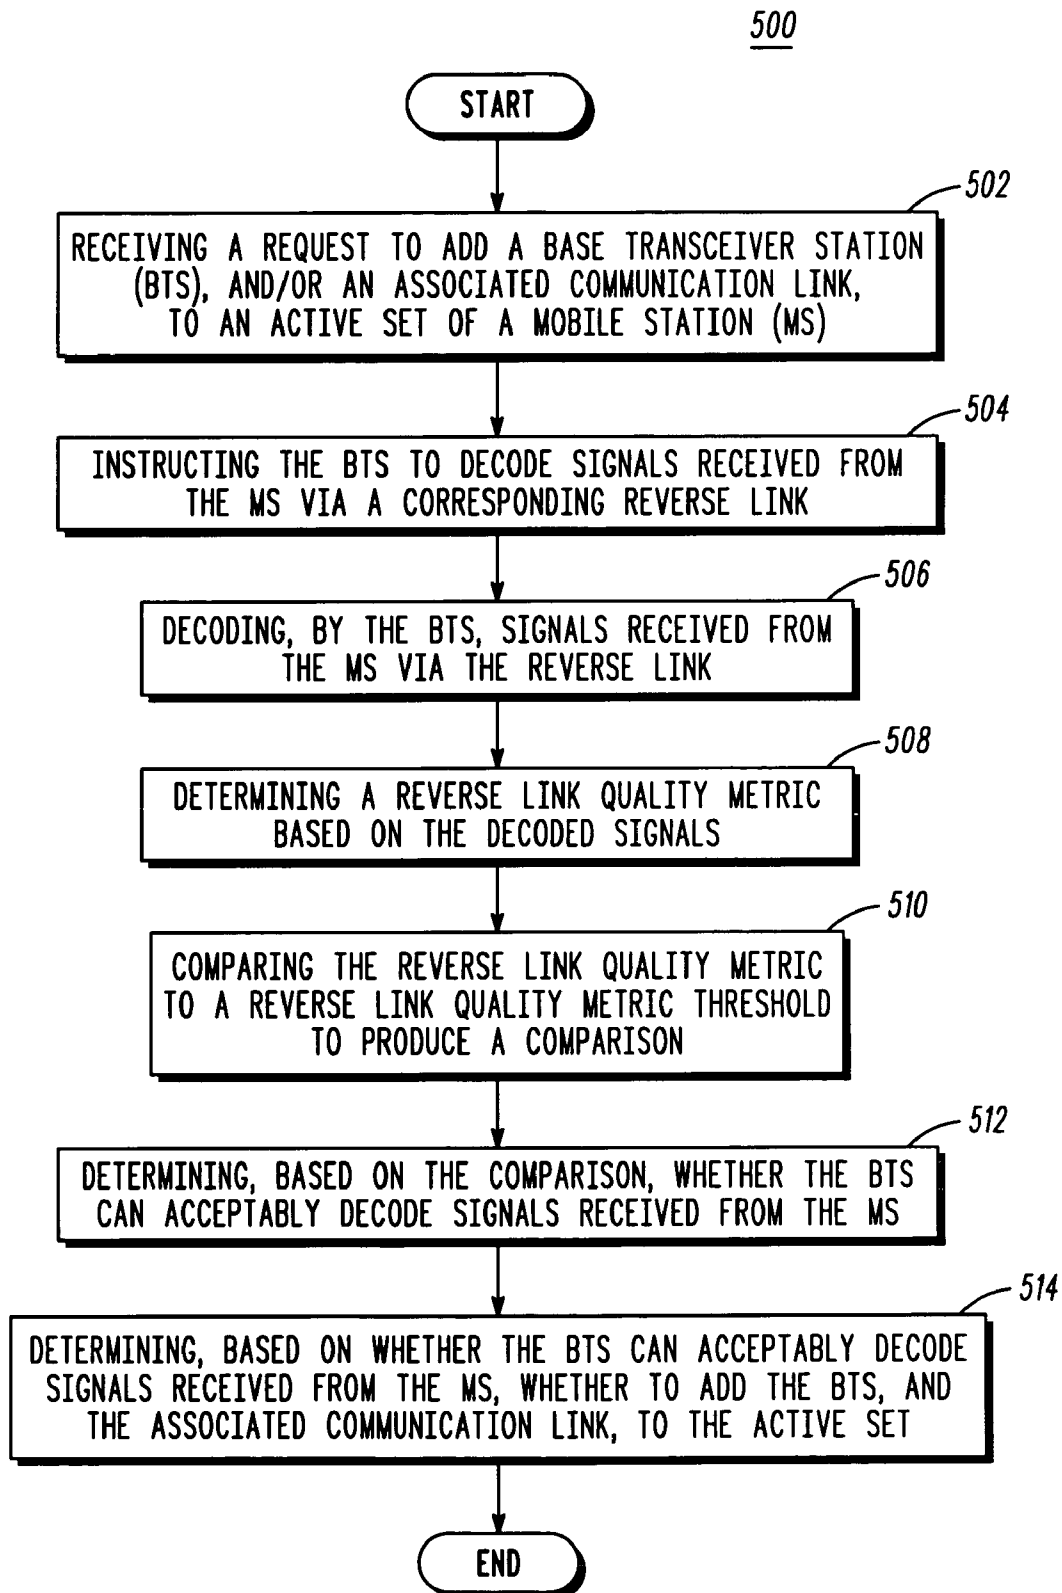 500
START
502
RECEIVING A REQUEST TO ADD A BASE TRANSCEIVER STATION
(BTS), AND/OR AN ASSOCIATED COMMUNICATION LINK,
TO AN ACTIVE SET OF A MOBILE STATION (MS)
504
INSTRUCTING THE BTS TO DECODE SIGNALS RECEIVED FROM
THE MS VIA A CORRESPONDING REVERSE LINK
506
DECODING, BY THE BTS, SIGNALS RECEIVED FROM
THE MS VIA THE REVERSE LINK
508
DETERMINING A REVERSE LINK QUALITY METRIC
BASED ON THE DECODED SIGNALS
510
COMPARING THE REVERSE LINK QUALITY METRIC
TO A REVERSE LINK QUALITY METRIC THRESHOLD
TO PRODUCE A COMPARISON
512
DETERMINING, BASED ON THE COMPARISON, WHETHER THE BTS
CAN ACCEPTABLY DECODE SIGNALS RECEIVED FROM THE MS
514
DETERMINING, BASED ON WHETHER THE BTS CAN ACCEPTABLY DECODE
SIGNALS RECEIVED FROM THE MS, WHETHER TO ADD THE BTS, AND
THE ASSOCIATED COMMUNICATION LINK, TO THE ACTIVE SET
END